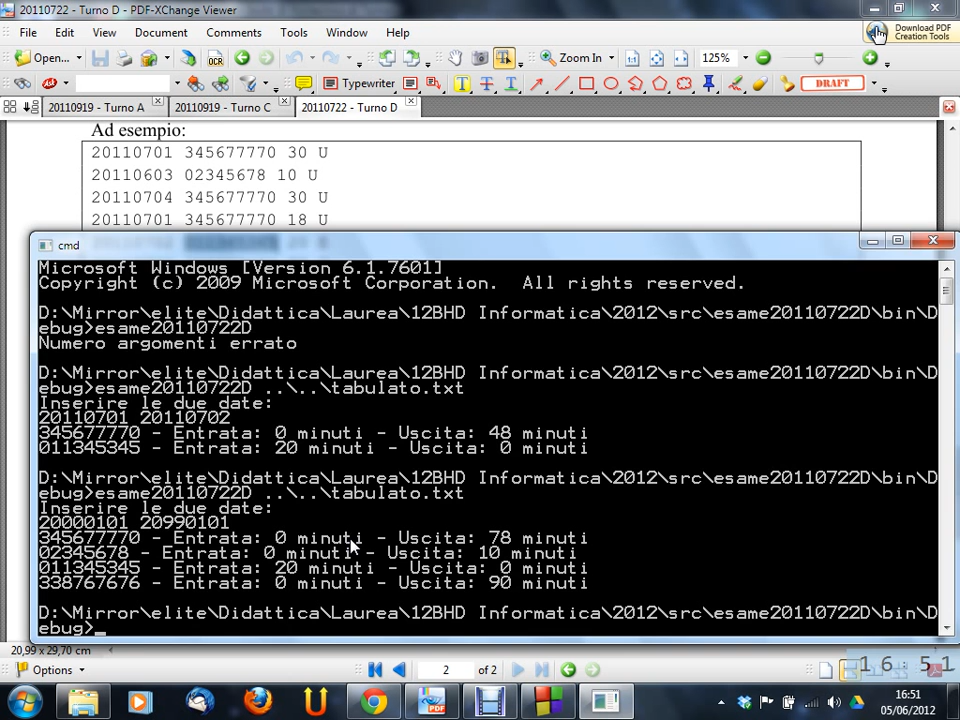 20110722 - Turno D - PDF-XChange Viewer
File Edit View Document Comments Tools Window Help
Download PDF
Creation Tools
Open... OCR Zoom In 125%
Typewriter DRAFT
20110919 - Turno A 20110919 - Turno C 20110722 - Turno D
Ad esempio:
20110701 345677770 30 U
20110603 02345678 10 U
20110704 345677770 30 U
20110701 345677770 18 U
cmd
Microsoft Windows [Version 6.1.7601]
Copyright (c) 2009 Microsoft Corporation.  All rights reserved.
D:\Mirror\elite\Didattica\Laurea\12BHD Informatica\2012\src\esame20110722D\bin\D
ebug>esame20110722D
Numero argomenti errato
D:\Mirror\elite\Didattica\Laurea\12BHD Informatica\2012\src\esame20110722D\bin\D
ebug>esame20110722D ..\..\tabulato.txt
Inserire le due date:
20110701 20110702
345677770 - Entrata: 0 minuti - Uscita: 48 minuti
011345345 - Entrata: 20 minuti - Uscita: 0 minuti
D:\Mirror\elite\Didattica\Laurea\12BHD Informatica\2012\src\esame20110722D\bin\D
ebug>esame20110722D ..\..\tabulato.txt
Inserire le due date:
20000101 20990101
345677770 - Entrata: 0 minuti - Uscita: 78 minuti
02345678 - Entrata: 0 minuti - Uscita: 10 minuti
011345345 - Entrata: 20 minuti - Uscita: 0 minuti
338767676 - Entrata: 0 minuti - Uscita: 90 minuti
D:\Mirror\elite\Didattica\Laurea\12BHD Informatica\2012\src\esame20110722D\bin\D
ebug>_
20,99 x 29,70 cm
Options 2 of 2
16:51
16:51
05/06/2012